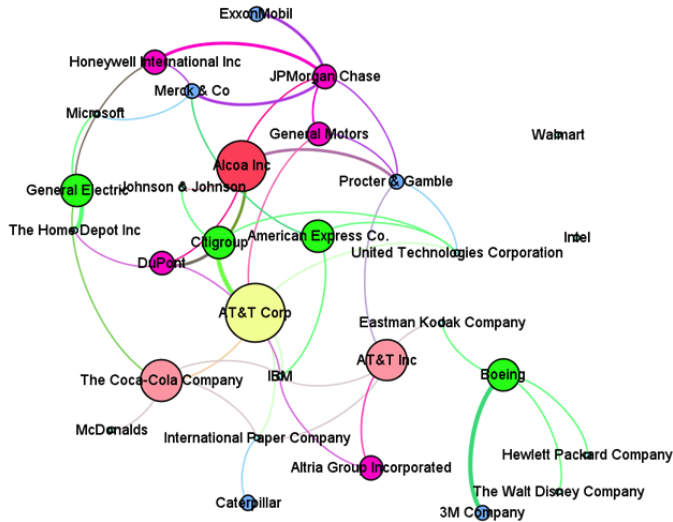 ExxonMobil
Honeywell International Inc
JPMorgan Chase
Merck & Co
Microsoft
General Motors
Walmart
Alcoa Inc
Procter & Gamble
General Electric
Johnson & Johnson
The Home Depot Inc
Citigroup
American Express Co.
Intel
United Technologies Corporation
DuPont
AT&T Corp
Eastman Kodak Company
AT&T Inc
The Coca-Cola Company
IBM
Boeing
McDonalds
International Paper Company
Hewlett Packard Company
Altria Group Incorporated
The Walt Disney Company
Caterpillar
3M Company